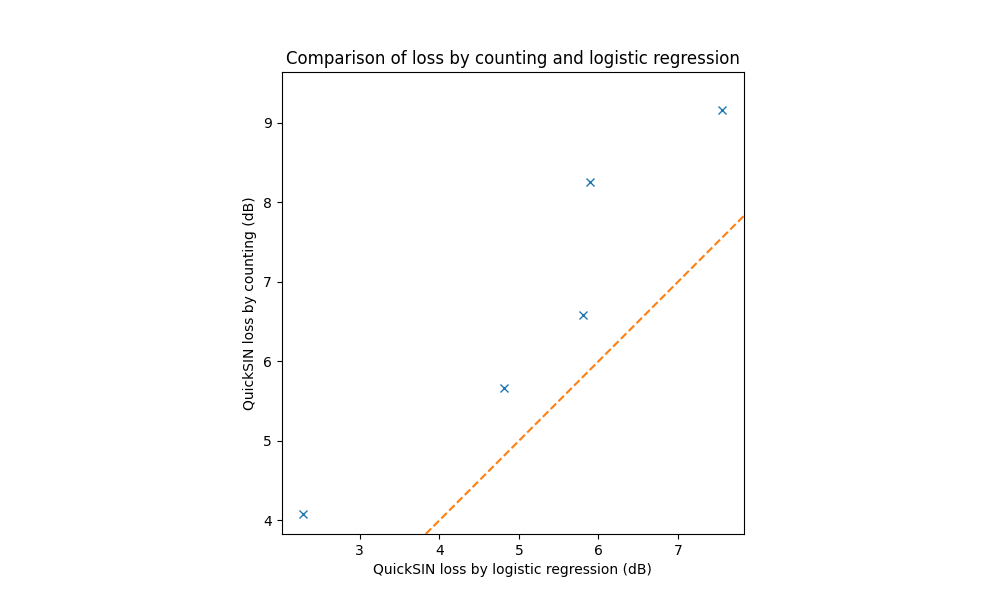 Comparison of loss by counting and logistic regression
QuickSIN loss by counting (dB)
9
8
7
6
5
4
3 4 5 6 7
QuickSIN loss by logistic regression (dB)